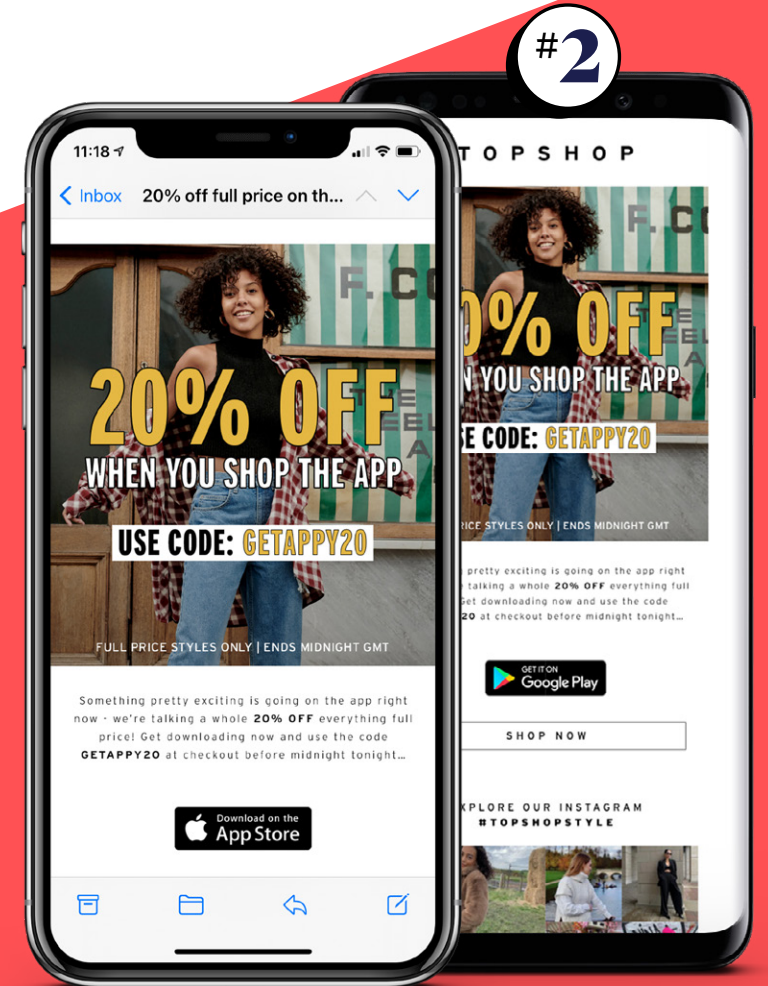 #2
11:18
Inbox
20% off full price on th...
F. CO
20% OFF
WHEN YOU SHOP THE APP
USE CODE: GETAPPY20
FULL PRICE STYLES ONLY | ENDS MIDNIGHT GMT
Something pretty exciting is going on the app right
now - we're talking a whole 20% OFF everything full
price! Get downloading now and use the code
GETAPPY20 at checkout before midnight tonight...
Download on the
App Store
TOPSHOP
F. CO
0% OFF
N YOU SHOP THE APP
SE CODE: GETAPPY20
RICE STYLES ONLY | ENDS MIDNIGHT GMT
pretty exciting is going on the app right
talking a whole 20% OFF everything full
Get downloading now and use the code
20 at checkout before midnight tonight...
GET IT ON
Google Play
SHOP NOW
XPLORE OUR INSTAGRAM
#TOPSHOPSTYLE